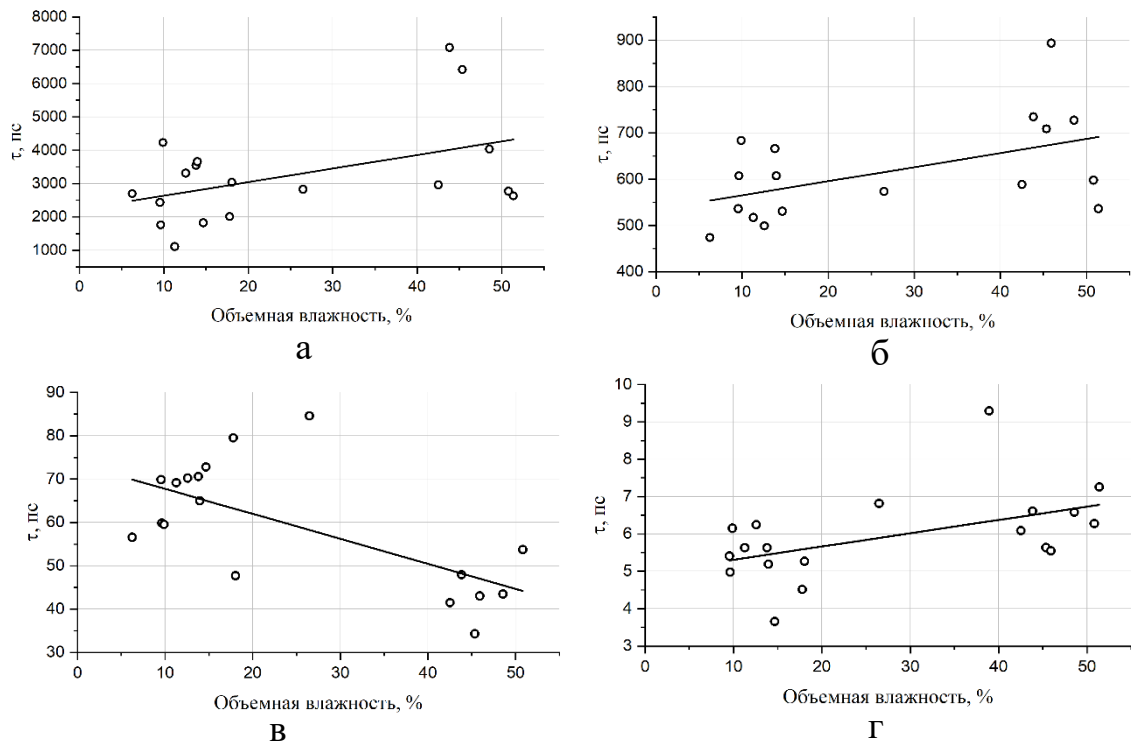 8000
7000
6000
5000
4000
3000
2000
1000
τ, пс
0 10 20 30 40 50
Объемная влажность, %
а
900
800
700
600
500
400
τ, пс
0 10 20 30 40 50
Объемная влажность, %
б
90
80
70
60
50
40
30
τ, пс
0 10 20 30 40 50
Объемная влажность, %
в
10
9
8
7
6
5
4
3
τ, пс
0 10 20 30 40 50
Объемная влажность, %
г